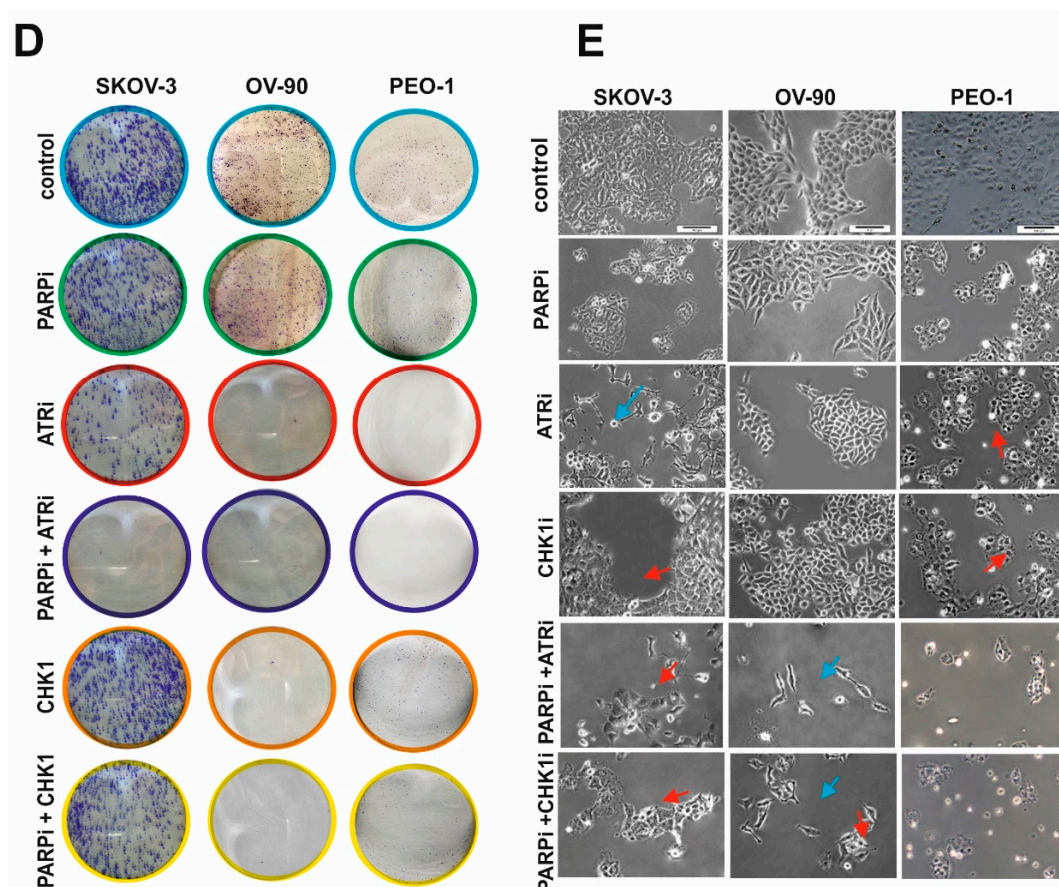 D
SKOV-3 OV-90 PEO-1
control
PARPi
ATRi
PARPi + ATRi
CHK1
PARPi + CHK1
E
SKOV-3 OV-90 PEO-1
control
PARPi
ATRi
CHK1i
PARPi +ATRi
PARPi +CHK1i